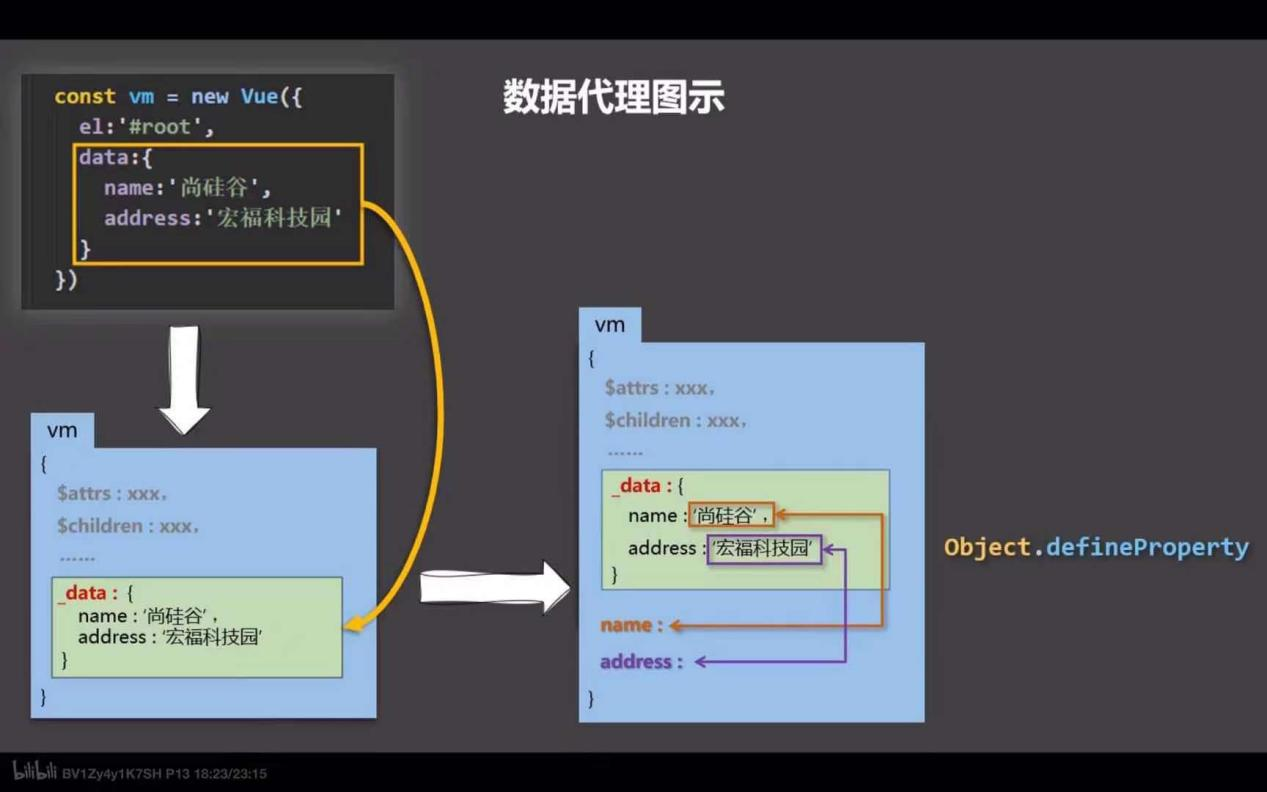 数据代理图示
const vm = new Vue({
el:'#root',
data:{
name:'尚硅谷',
address:'宏福科技园'
}
})
vm
{
$attrs : xxx,
$children : xxx,
......
_data : {
name : '尚硅谷',
address : '宏福科技园'
}
}
vm
{
$attrs : xxx,
$children : xxx,
......
_data : {
name : '尚硅谷',
address : '宏福科技园'
}
name :
address :
}
Object.defineProperty
bilibili BV1Zy4y1K7SH P13 18:23/23:15